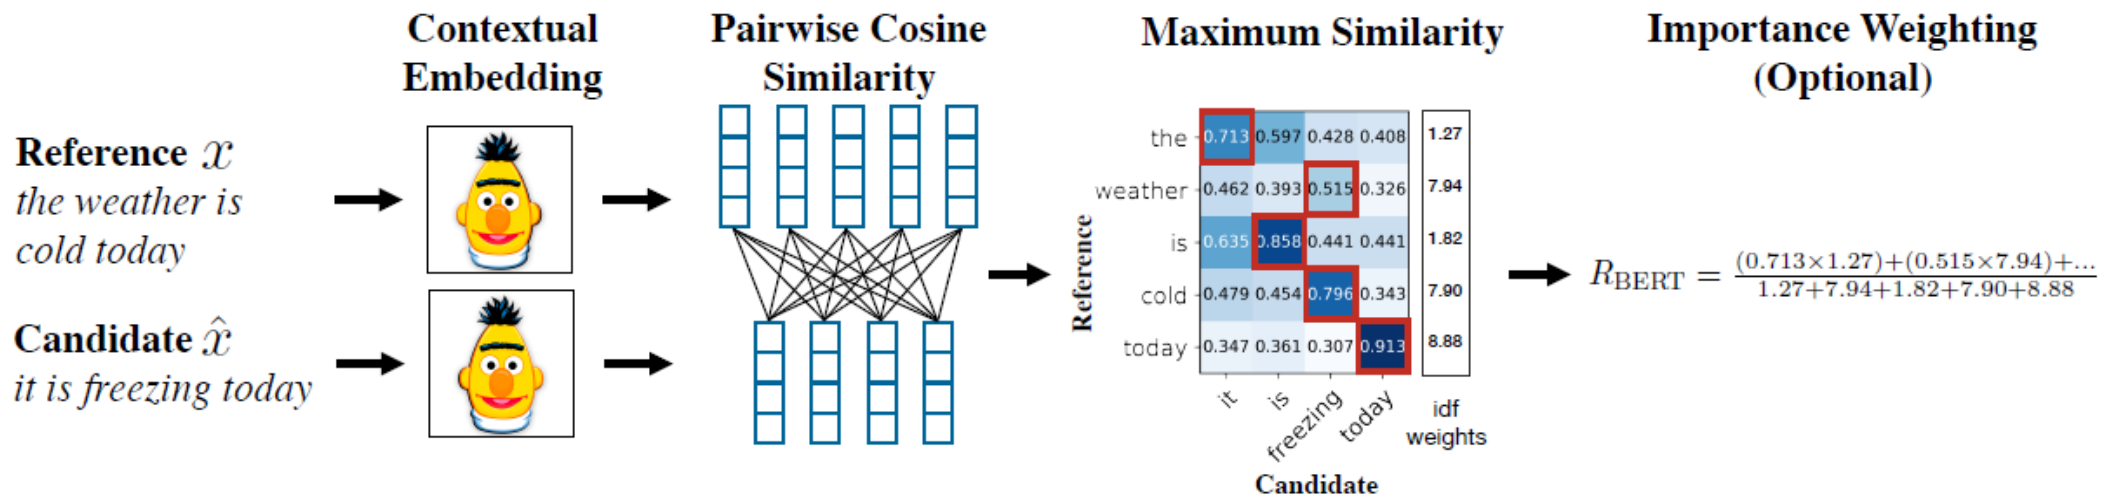 Contextual
Embedding
Pairwise Cosine
Similarity
Maximum Similarity
Importance Weighting
(Optional)
Reference x
the weather is
cold today
Candidate x̂
it is freezing today
Reference
the 0.713 0.597 0.428 0.408 1.27
weather 0.462 0.393 0.515 0.326 7.94
is 0.635 0.858 0.441 0.441 1.82
cold 0.479 0.454 0.796 0.343 7.90
today 0.347 0.361 0.307 0.913 8.88
it is freezing today
idf
weights
Candidate
R_BERT = (0.713×1.27)+(0.515×7.94)+...
1.27+7.94+1.82+7.90+8.88